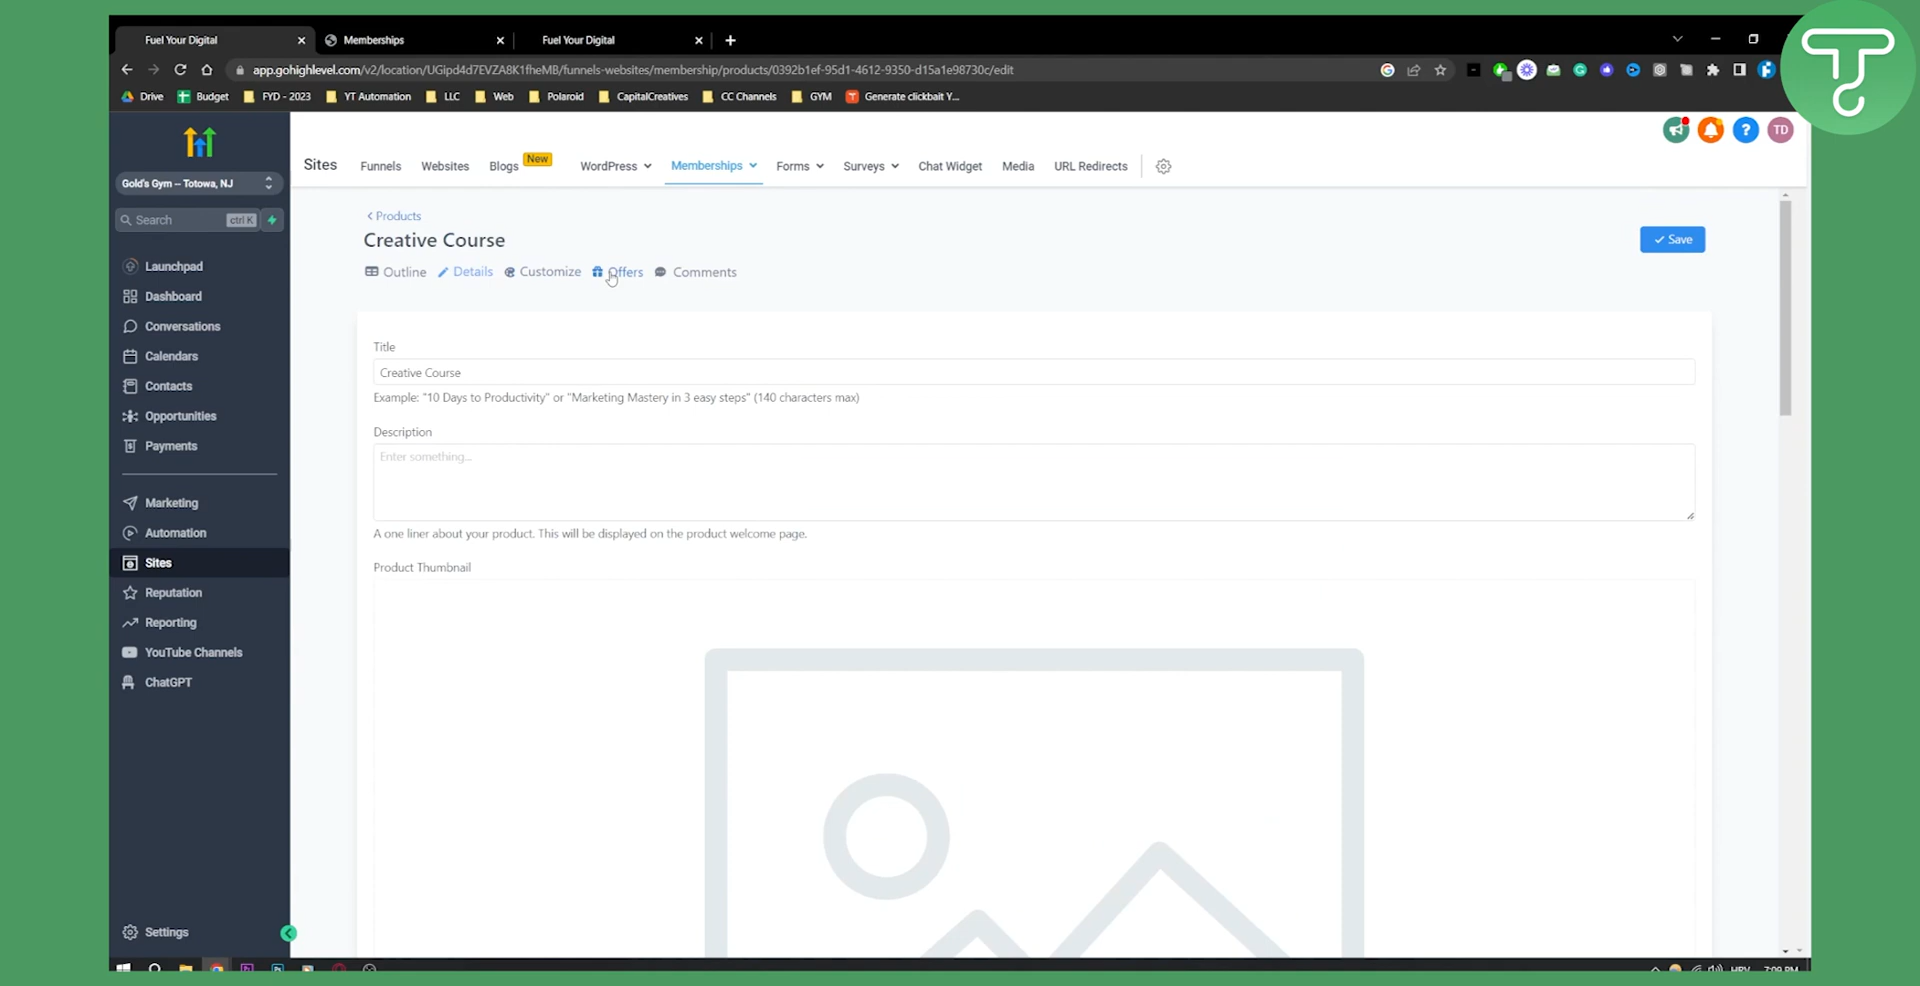 Fuel Your Digital
Memberships
Fuel Your Digital
app.gohighlevel.com/v2/location/UGipd4d7EVZA8K1fheMB/funnels-websites/membership/products/0392b1ef-95d1-4612-9350-d15a1e98730c/edit
Drive
Budget
FYD - 2023
YT Automation
LLC
Web
Polaroid
CapitalCreatives
CC Channels
GYM
Generate clickbait Y...
TD
Gold's Gym -- Totowa, NJ
Search
ctrl K
Launchpad
Dashboard
Conversations
Calendars
Contacts
Opportunities
Payments
Marketing
Automation
Sites
Reputation
Reporting
YouTube Channels
ChatGPT
Settings
Sites
Funnels
Websites
Blogs
New
WordPress
Memberships
Forms
Surveys
Chat Widget
Media
URL Redirects
Products
Creative Course
Save
Outline
Details
Customize
Offers
Comments
Title
Creative Course
Example: "10 Days to Productivity" or "Marketing Mastery in 3 easy steps" (140 characters max)
Description
Enter something...
A one liner about your product. This will be displayed on the product welcome page.
Product Thumbnail
HRV
7:09 PM